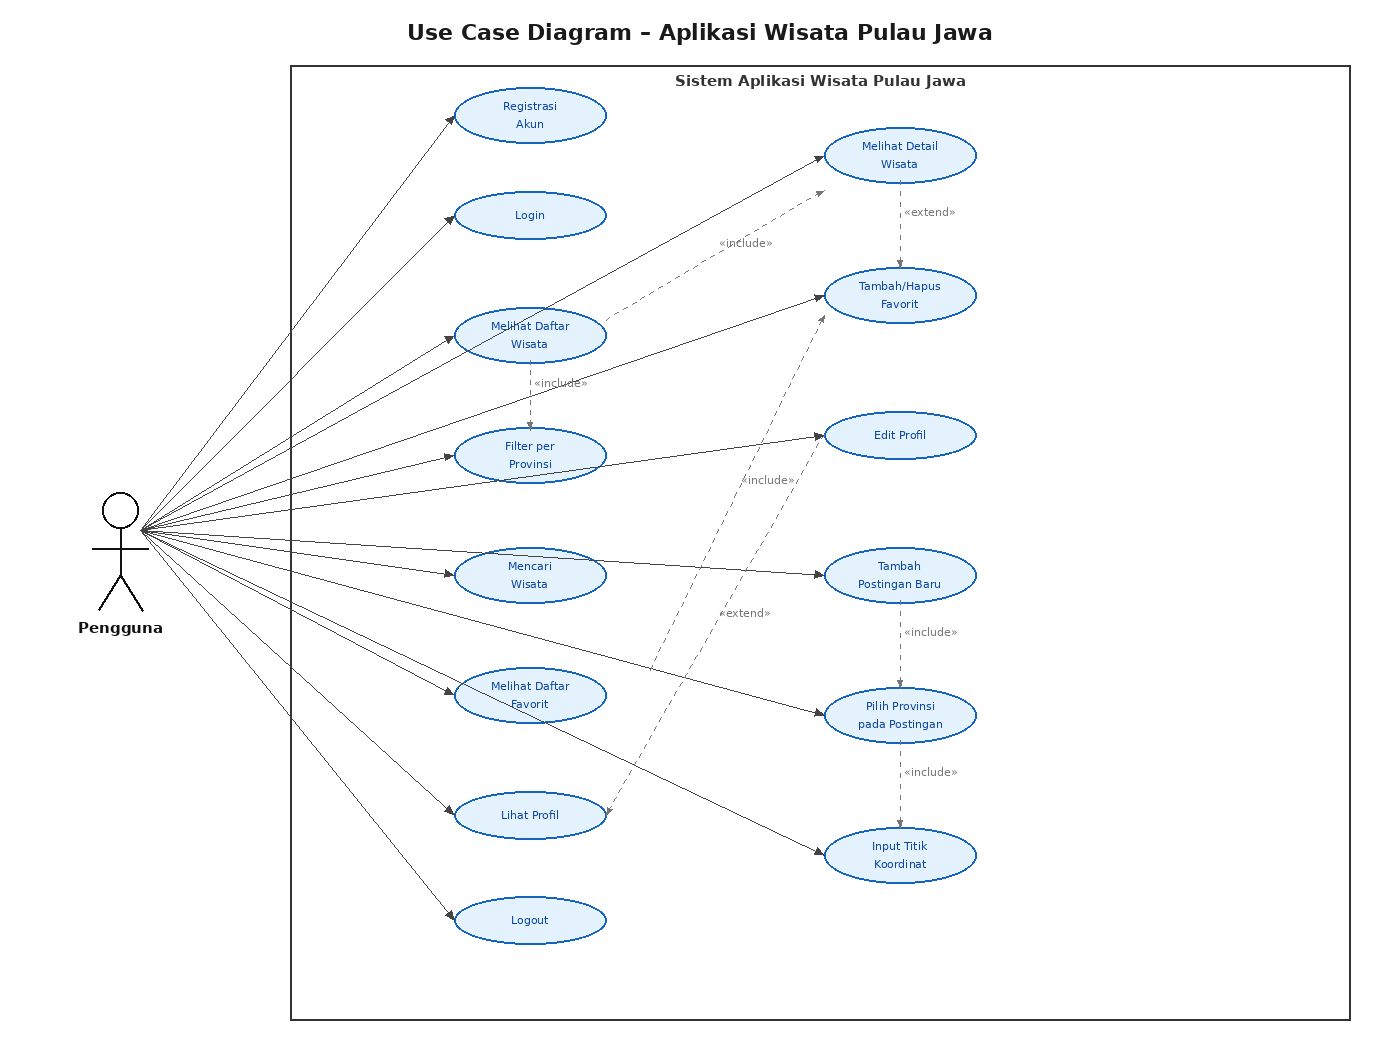 Use Case Diagram – Aplikasi Wisata Pulau Jawa
Sistem Aplikasi Wisata Pulau Jawa
Registrasi
Akun
Melihat Detail
Wisata
Login
«extend»
«include»
Tambah/Hapus
Favorit
Melihat Daftar
Wisata
«include»
Filter per
Provinsi
Edit Profil
«include»
Mencari
Wisata
Tambah
Postingan Baru
«extend»
Pengguna
«include»
Melihat Daftar
Favorit
Pilih Provinsi
pada Postingan
«include»
Lihat Profil
Input Titik
Koordinat
Logout